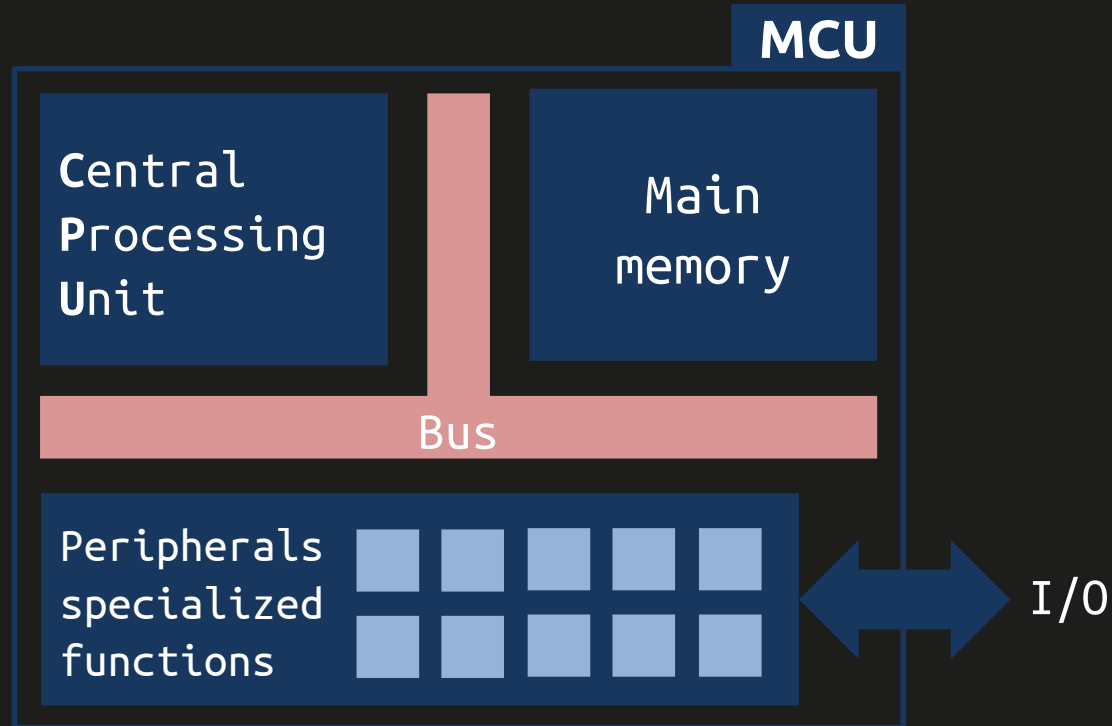 MCU
Central
Processing
Unit
Main
memory
Bus
Peripherals
specialized
functions
I/O